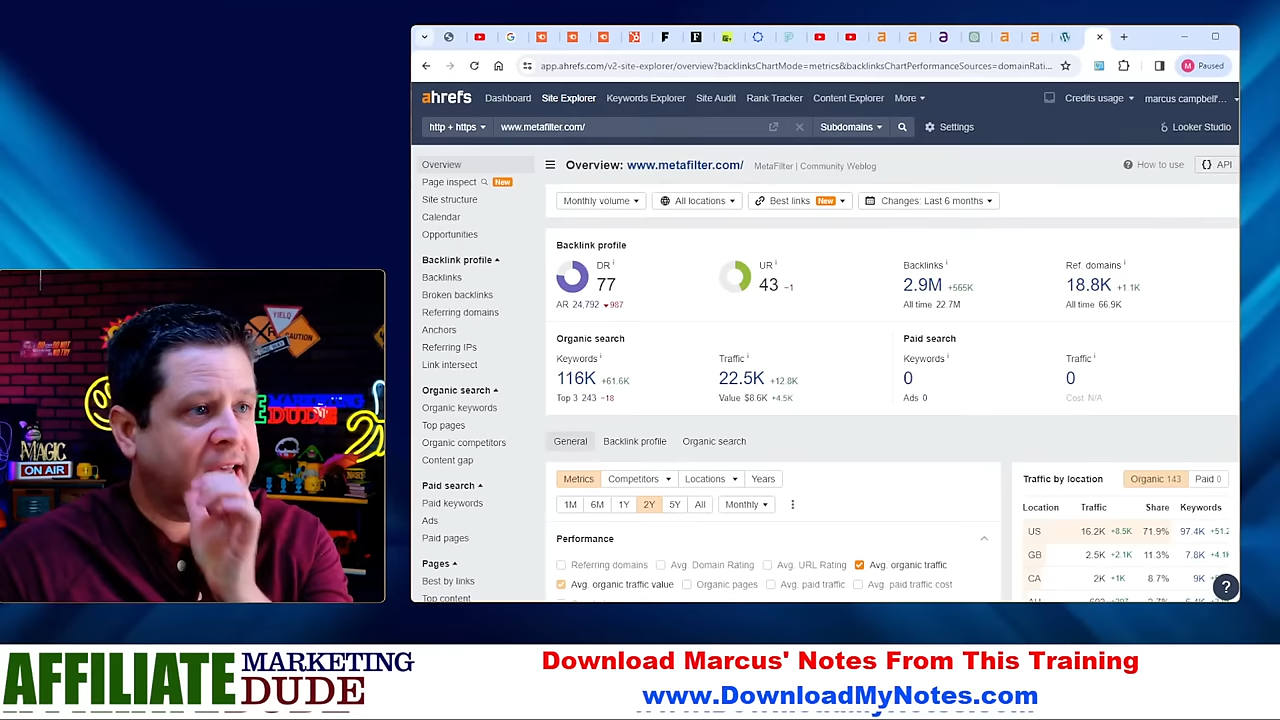 Paused
app.ahrefs.com/v2-site-explorer/overview?backlinksChartMode=metrics&backlinksChartPerformanceSources=domainRati...
ahrefs Dashboard Site Explorer Keywords Explorer Site Audit Rank Tracker Content Explorer More Credits usage marcus campbell'...
http + https www.metafilter.com/ Subdomains Settings Looker Studio
Overview
Page inspect New
Site structure
Calendar
Opportunities
Backlink profile
Backlinks
Broken backlinks
Referring domains
Anchors
Referring IPs
Link intersect
Organic search
Organic keywords
Top pages
Organic competitors
Content gap
Paid search
Paid keywords
Ads
Paid pages
Pages
Best by links
Top content
Overview: www.metafilter.com/ MetaFilter | Community Weblog How to use {} API
Monthly volume All locations Best links New Changes: Last 6 months
Backlink profile
DR UR Backlinks Ref. domains
77 43 −1 2.9M +565K 18.8K +1.1K
AR 24,792 987 All time 22.7M All time 66.9K
Organic search Paid search
Keywords Traffic Keywords Traffic
116K +61.6K 22.5K +12.8K 0 0
Top 3 243 −18 Value $8.6K +4.5K Ads 0 Cost N/A
General Backlink profile Organic search
Metrics Competitors Locations Years
1M 6M 1Y 2Y 5Y All Monthly
Performance
Referring domains Avg. Domain Rating Avg. URL Rating Avg. organic traffic
Avg. organic traffic value Organic pages Avg. paid traffic Avg. paid traffic cost
Traffic by location Organic 143 Paid 0
Location Traffic Share Keywords
US 16.2K +8.5K 71.9% 97.4K +51.2
GB 2.5K +2.1K 11.3% 7.8K +4.1K
CA 2K +1K 8.7% 9K
?
YIELD
CAUTION
MARKETING
DUDE
MAGIC
ON AIR
AFFILIATE MARKETING DUDE
Download Marcus' Notes From This Training
www.DownloadMyNotes.com